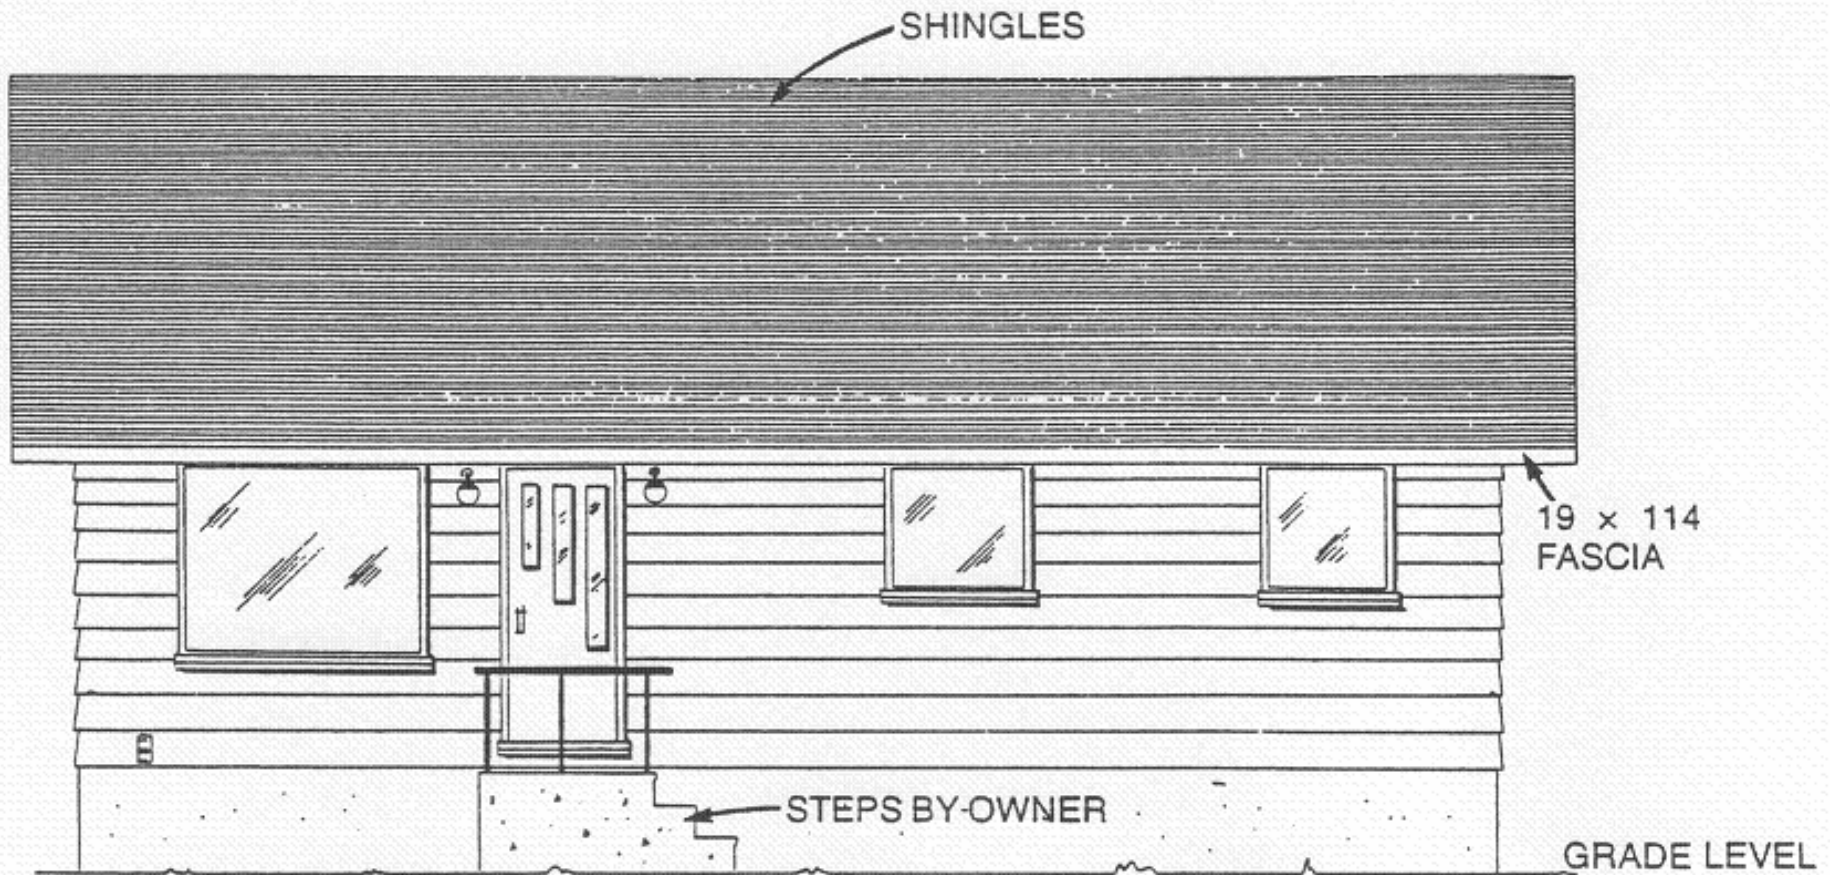 SHINGLES
19 x 114
FASCIA
STEPS BY-OWNER
GRADE LEVEL